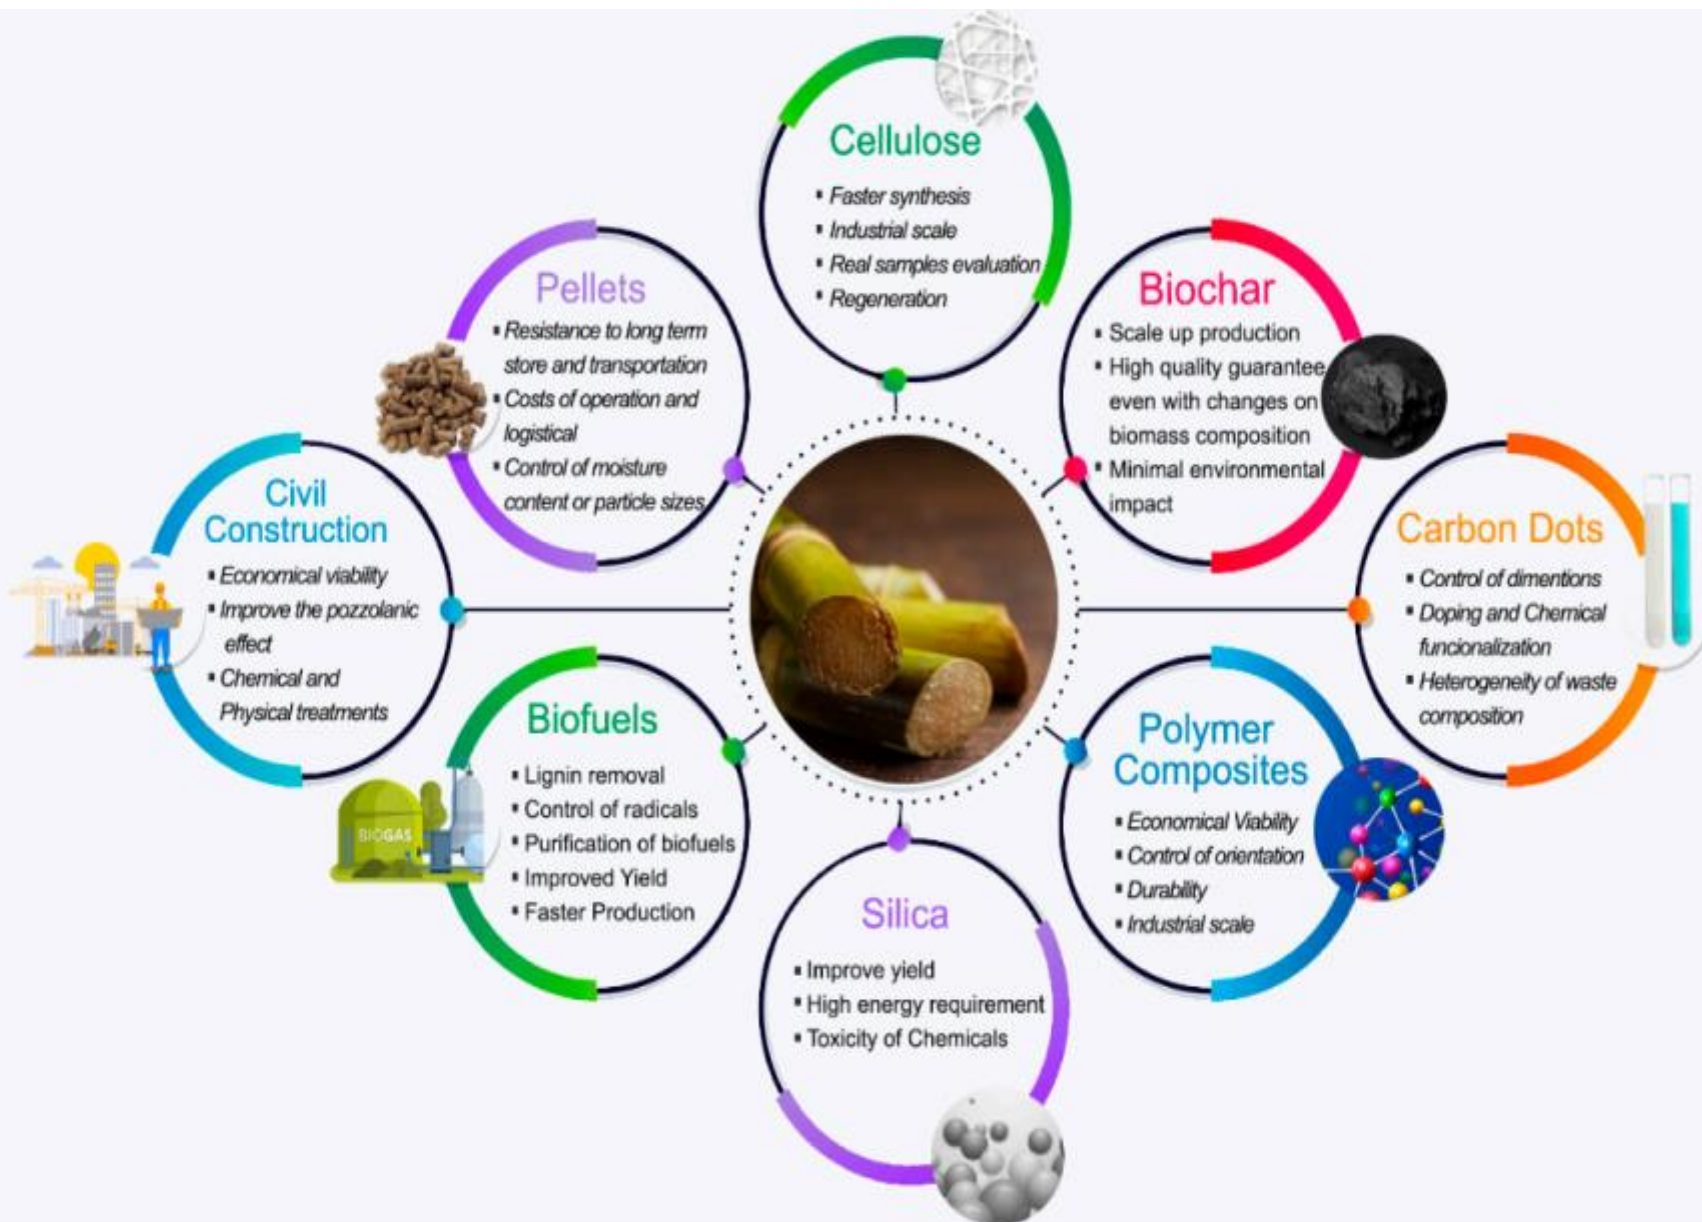 Cellulose
Faster synthesis
Industrial scale
Real samples evaluation
Regeneration
Pellets
Resistance to long term
store and transportation
Costs of operation and
logistical
Control of moisture
content or particle sizes
Biochar
Scale up production
High quality guarantee
even with changes on
biomass composition
Minimal environmental
impact
Civil
Construction
Economical viability
Improve the pozzolanic
effect
Chemical and
Physical treatments
Carbon Dots
Control of dimentions
Doping and Chemical
funcionalization
Heterogeneity of waste
composition
Biofuels
Lignin removal
Control of radicals
Purification of biofuels
Improved Yield
Faster Production
BIOGAS
Polymer
Composites
Economical Viability
Control of orientation
Durability
Industrial scale
Silica
Improve yield
High energy requirement
Toxicity of Chemicals